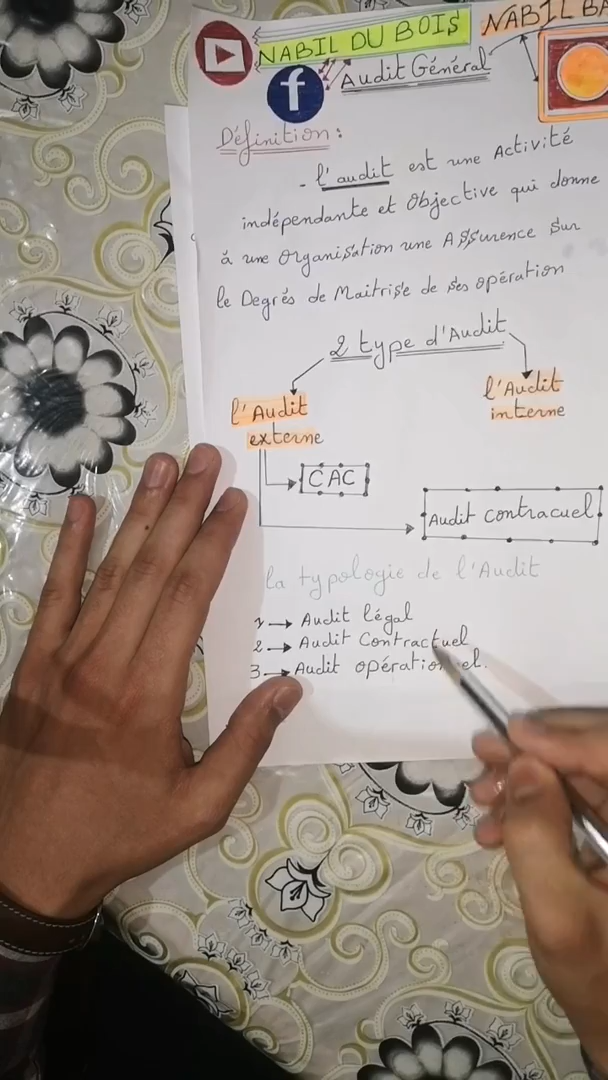 NABIL DU BOIS
NABIL BA
f
Audit Général
Définition :
- l'audit est une Activité
indépendante et Objective qui donne
à une Organisation une Assurence Sur
le Degrés de Maitrise de ses opération
2 type d'Audit
l'Audit
externe
l'Audit
interne
CAC
Audit Contracuel
la typologie de l'Audit
1 → Audit légal
2 → Audit Contractuel
3 → Audit opérationnel.